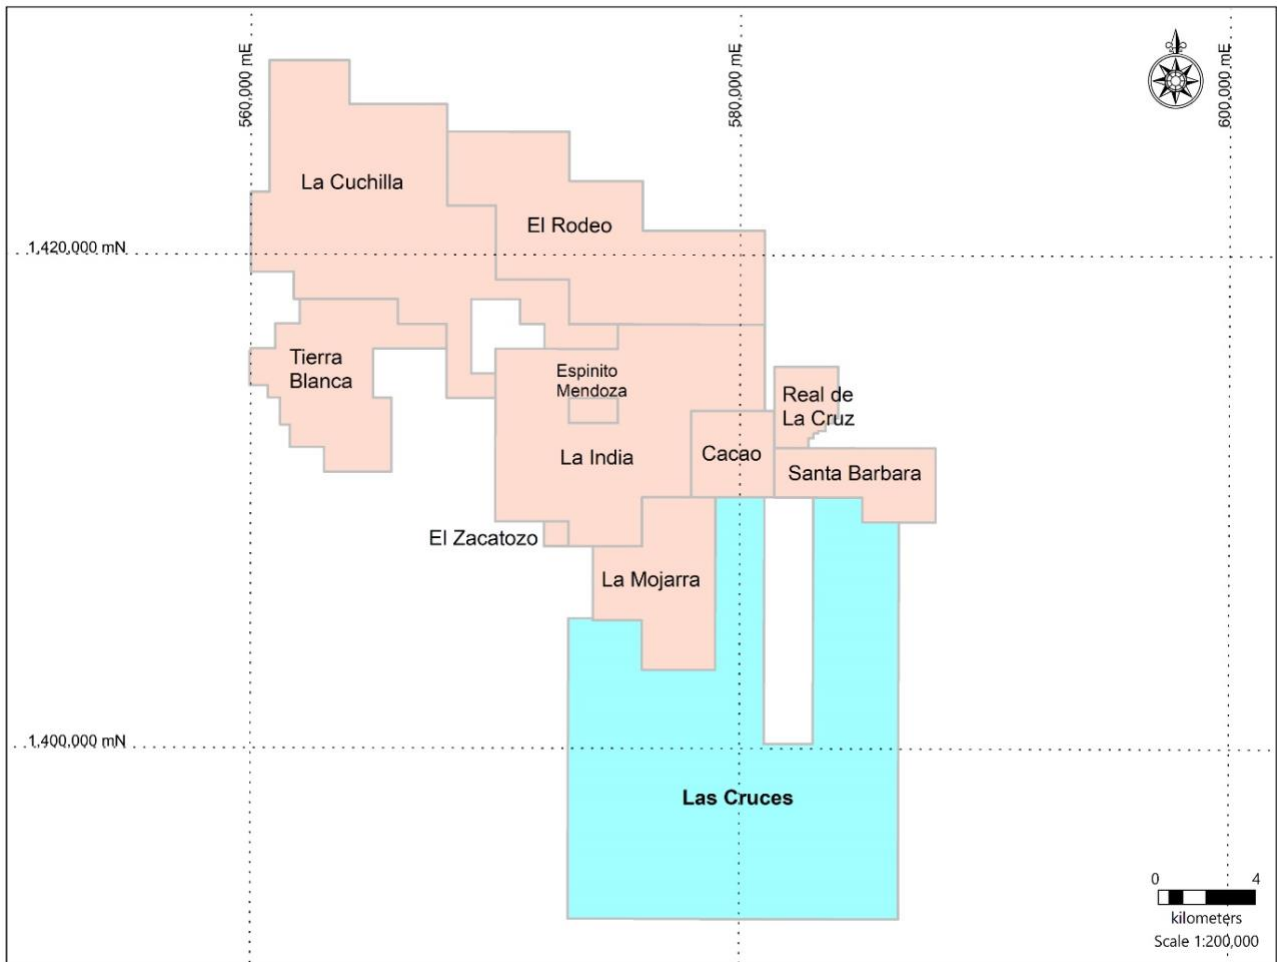 560,000 mE
580,000 mE
600,000 mE
La Cuchilla
El Rodeo
1,420,000 mN
Tierra
Blanca
Espinito
Mendoza
Real de
La Cruz
La India
Cacao
Santa Barbara
El Zacatozo
La Mojarra
1,400,000 mN
Las Cruces
0 4
kilometers
Scale 1:200,000